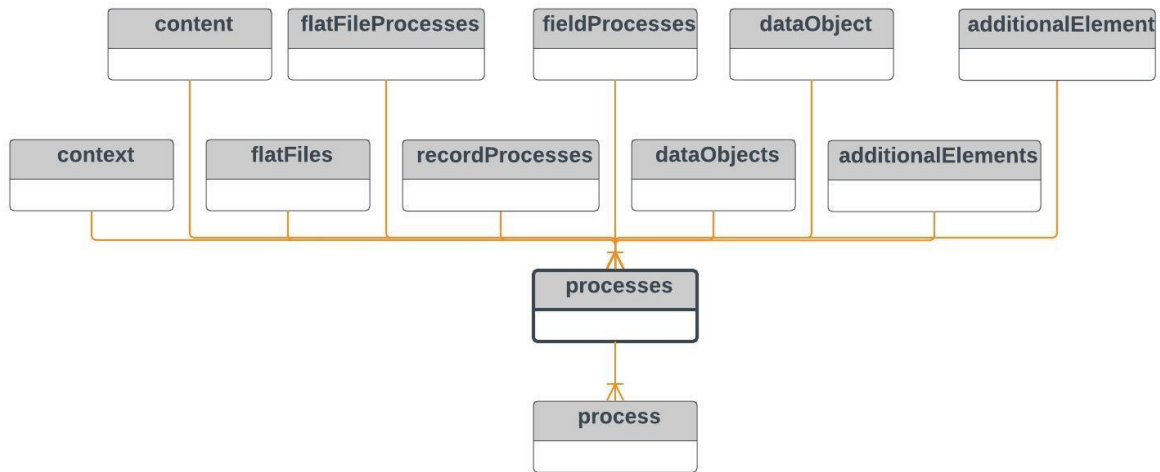 content
flatFileProcesses
fieldProcesses
dataObject
additionalElement
context
flatFiles
recordProcesses
dataObjects
additionalElements
processes
process